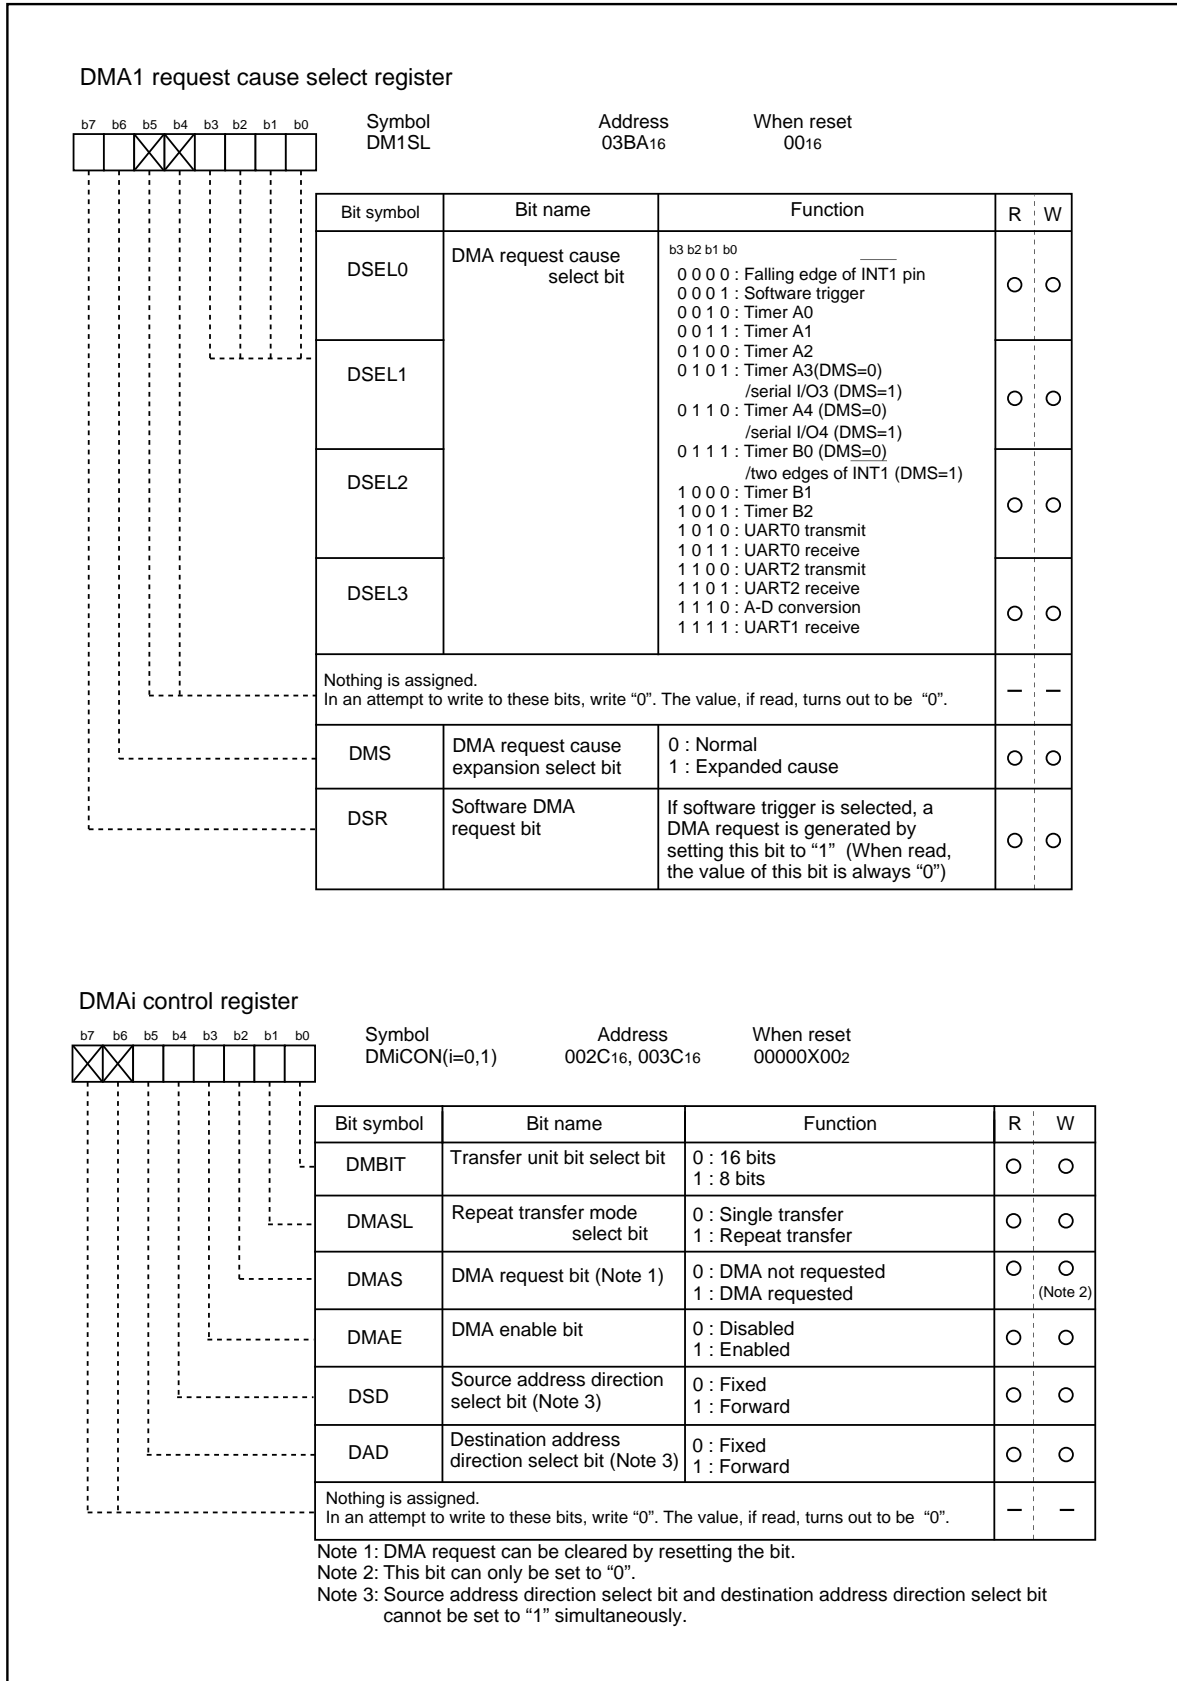 DMA1 request cause select register
b7 b6 b5 b4 b3 b2 b1 b0
Symbol Address When reset
DM1SL 03BA16 0016
Bit symbol Bit name Function R W
DSEL0 DMA request cause select bit
b3 b2 b1 b0
0 0 0 0 : Falling edge of INT1 pin
0 0 0 1 : Software trigger
0 0 1 0 : Timer A0
0 0 1 1 : Timer A1
0 1 0 0 : Timer A2
DSEL1
0 1 0 1 : Timer A3(DMS=0)
/serial I/O3 (DMS=1)
0 1 1 0 : Timer A4 (DMS=0)
/serial I/O4 (DMS=1)
0 1 1 1 : Timer B0 (DMS=0)
/two edges of INT1 (DMS=1)
DSEL2
1 0 0 0 : Timer B1
1 0 0 1 : Timer B2
1 0 1 0 : UART0 transmit
1 0 1 1 : UART0 receive
1 1 0 0 : UART2 transmit
DSEL3
1 1 0 1 : UART2 receive
1 1 1 0 : A-D conversion
1 1 1 1 : UART1 receive
Nothing is assigned.
In an attempt to write to these bits, write “0”. The value, if read, turns out to be “0”.
– –
DMS
DMA request cause
expansion select bit
0 : Normal
1 : Expanded cause
DSR
Software DMA
request bit
If software trigger is selected, a
DMA request is generated by
setting this bit to “1” (When read,
the value of this bit is always “0”)
DMAi control register
b7 b6 b5 b4 b3 b2 b1 b0
Symbol Address When reset
DMiCON(i=0,1) 002C16, 003C16 00000X002
Bit symbol Bit name Function R W
DMBIT
Transfer unit bit select bit
0 : 16 bits
1 : 8 bits
DMASL
Repeat transfer mode
select bit
0 : Single transfer
1 : Repeat transfer
DMAS
DMA request bit (Note 1)
0 : DMA not requested
1 : DMA requested
(Note 2)
DMAE
DMA enable bit
0 : Disabled
1 : Enabled
DSD
Source address direction
select bit (Note 3)
0 : Fixed
1 : Forward
DAD
Destination address
direction select bit (Note 3)
0 : Fixed
1 : Forward
Nothing is assigned.
In an attempt to write to these bits, write “0”. The value, if read, turns out to be “0”.
– –
Note 1: DMA request can be cleared by resetting the bit.
Note 2: This bit can only be set to “0”.
Note 3: Source address direction select bit and destination address direction select bit
cannot be set to “1” simultaneously.